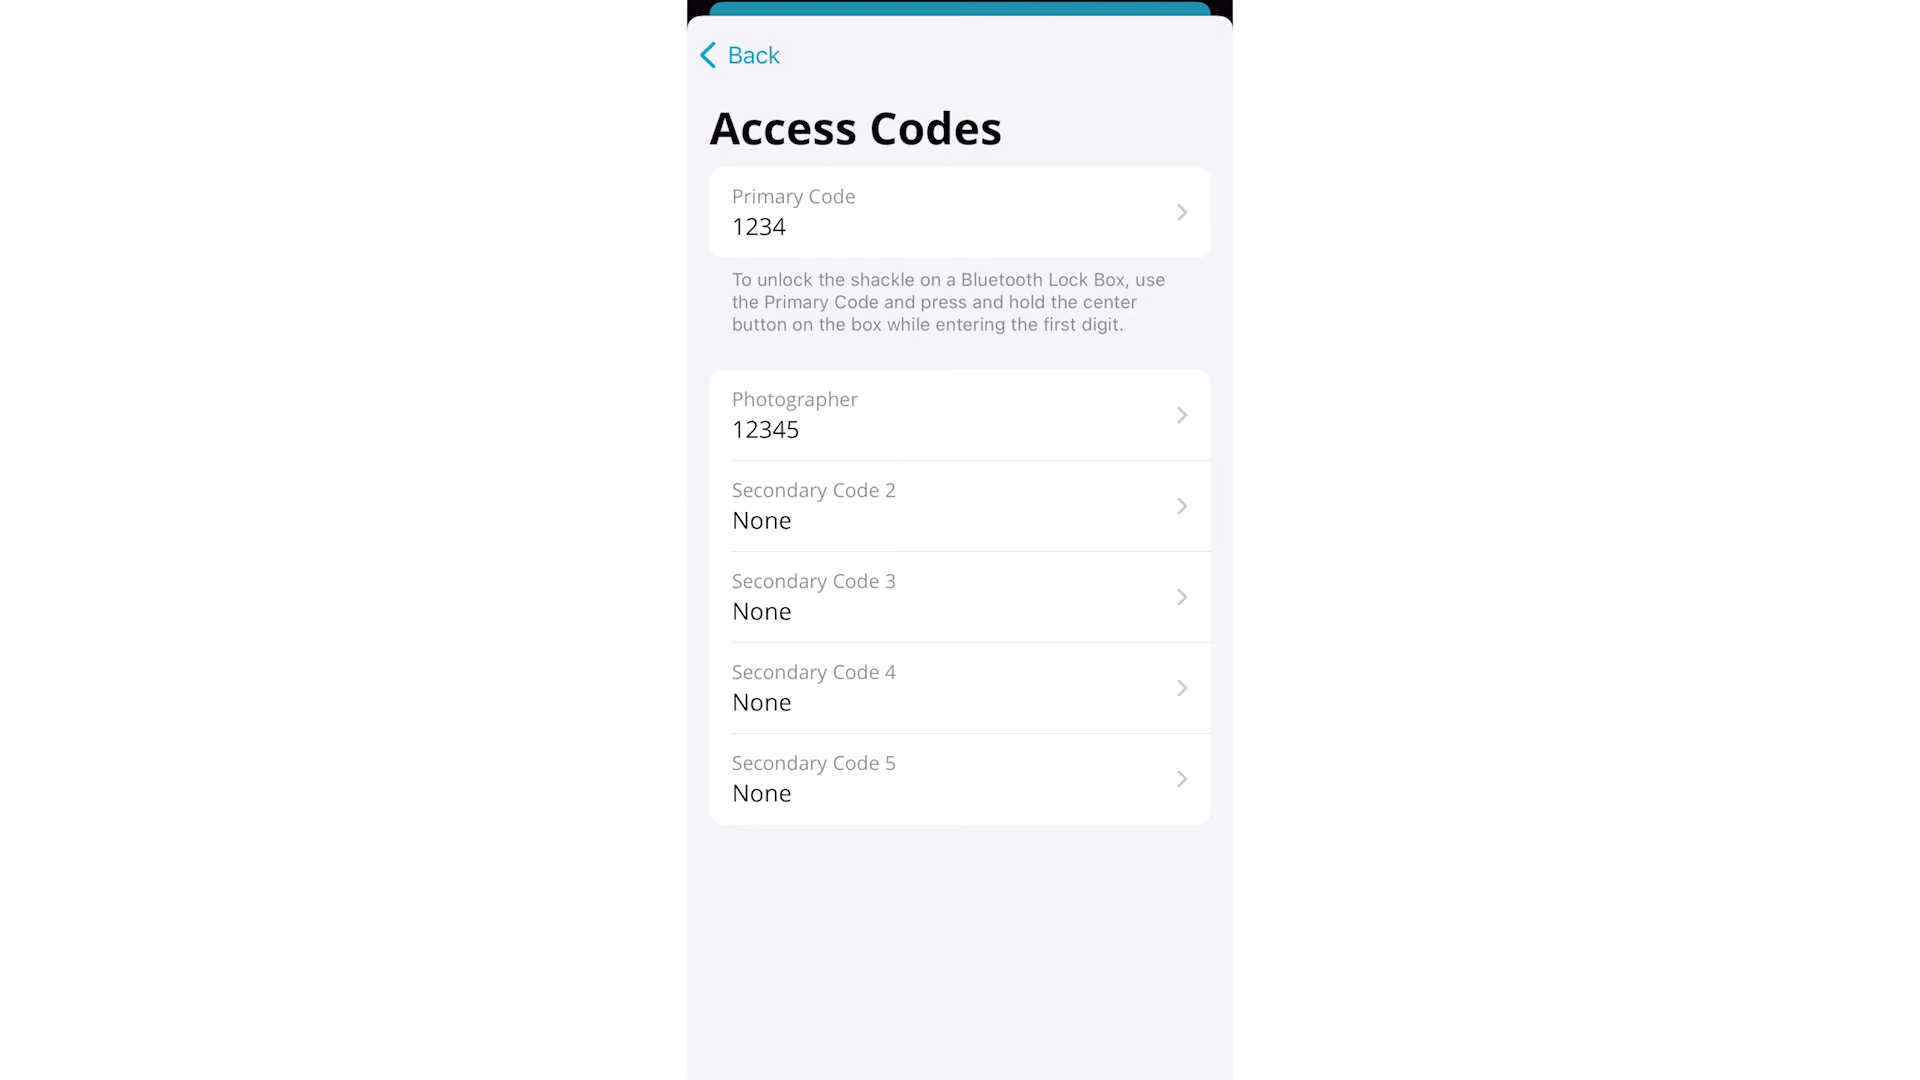 Back
Access Codes
Primary Code
1234
To unlock the shackle on a Bluetooth Lock Box, use
the Primary Code and press and hold the center
button on the box while entering the first digit.
Photographer
12345
Secondary Code 2
None
Secondary Code 3
None
Secondary Code 4
None
Secondary Code 5
None